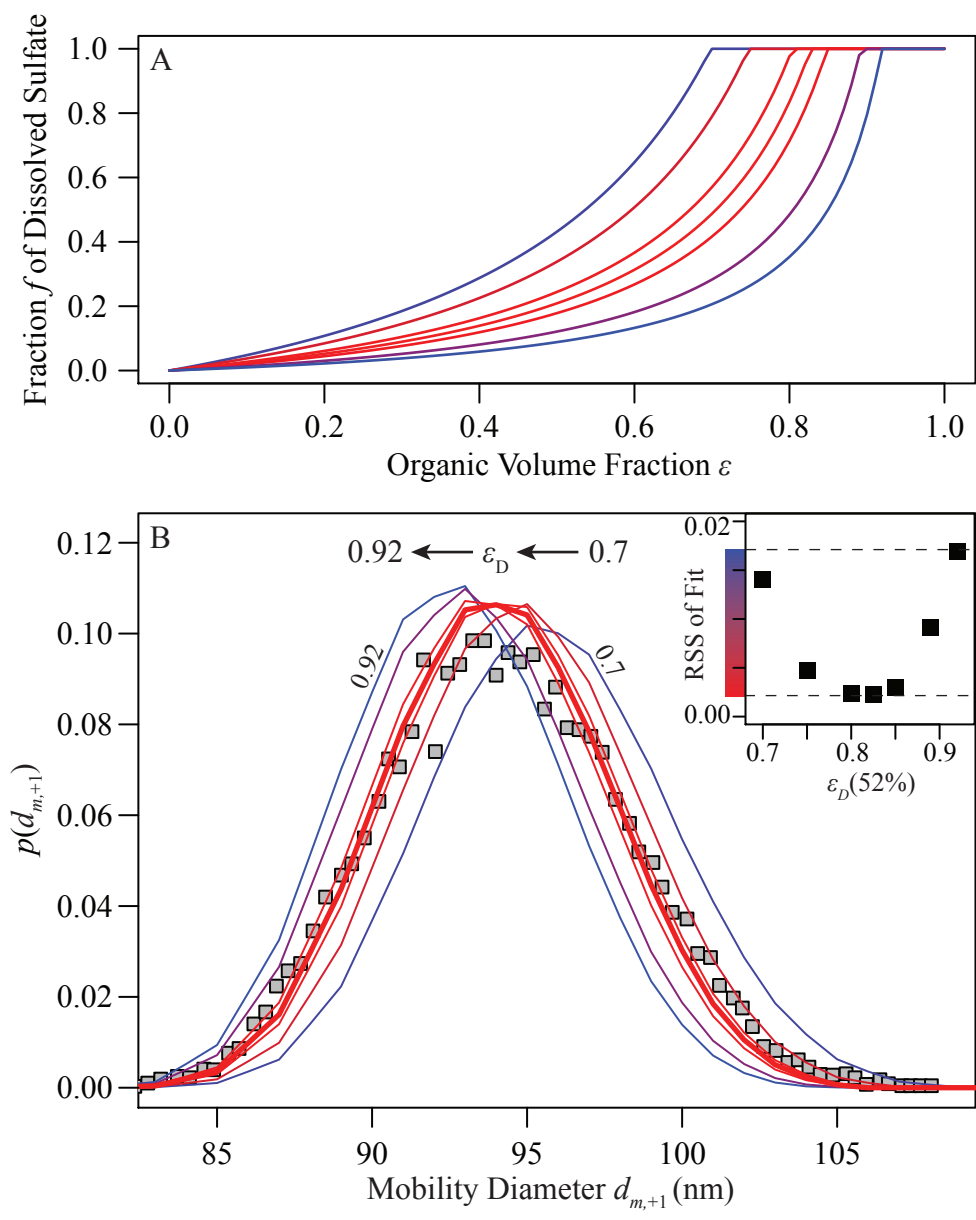 A
Fraction f of Dissolved Sulfate
1.0
0.8
0.6
0.4
0.2
0.0
0.0 0.2 0.4 0.6 0.8 1.0
Organic Volume Fraction ε
B
0.92 ε_D 0.7
0.92
0.7
p(d_{m,+1})
0.12
0.10
0.08
0.06
0.04
0.02
0.00
85 90 95 100 105
Mobility Diameter d_{m,+1} (nm)
RSS of Fit
0.02
0.00
0.7 0.8 0.9
ε_D(52%)